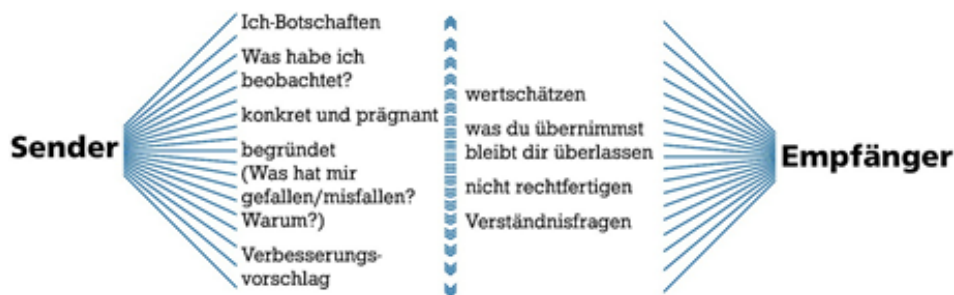 Sender
Ich-Botschaften
Was habe ich
beobachtet?
konkret und prägnant
begründet
(Was hat mir
gefallen/misfallen?
Warum?)
Verbesserungs-
vorschlag
wertschätzen
was du übernimmst
bleibt dir überlassen
nicht rechtfertigen
Verständnisfragen
Empfänger